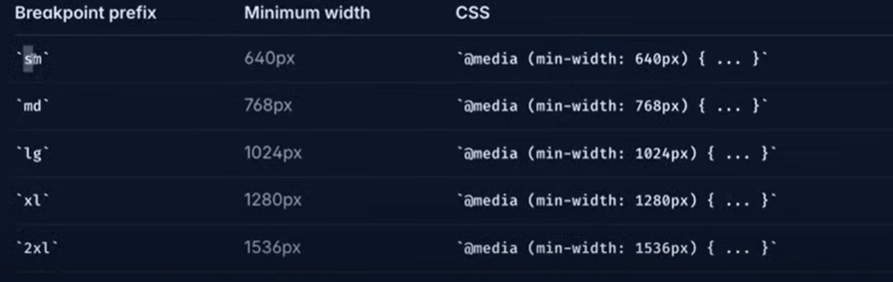 Breakpoint prefix Minimum width CSS
`sm` 640px `@media (min-width: 640px) { ... }`
`md` 768px `@media (min-width: 768px) { ... }`
`lg` 1024px `@media (min-width: 1024px) { ... }`
`xl` 1280px `@media (min-width: 1280px) { ... }`
`2xl` 1536px `@media (min-width: 1536px) { ... }`